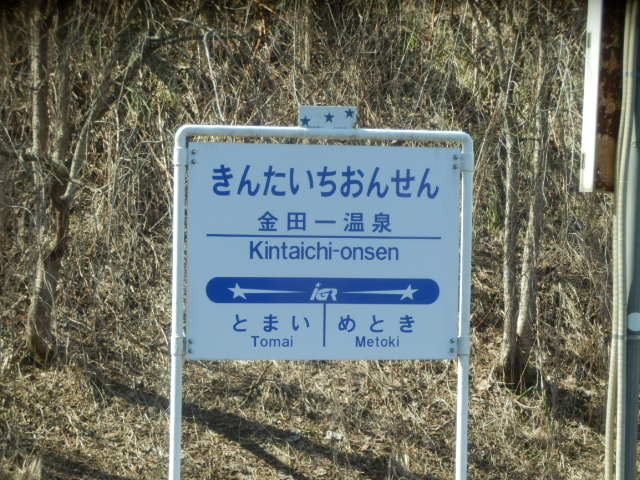 きんたいちおんせん
金田一温泉
Kintaichi-onsen
IGR
とまい めとき
Tomai Metoki